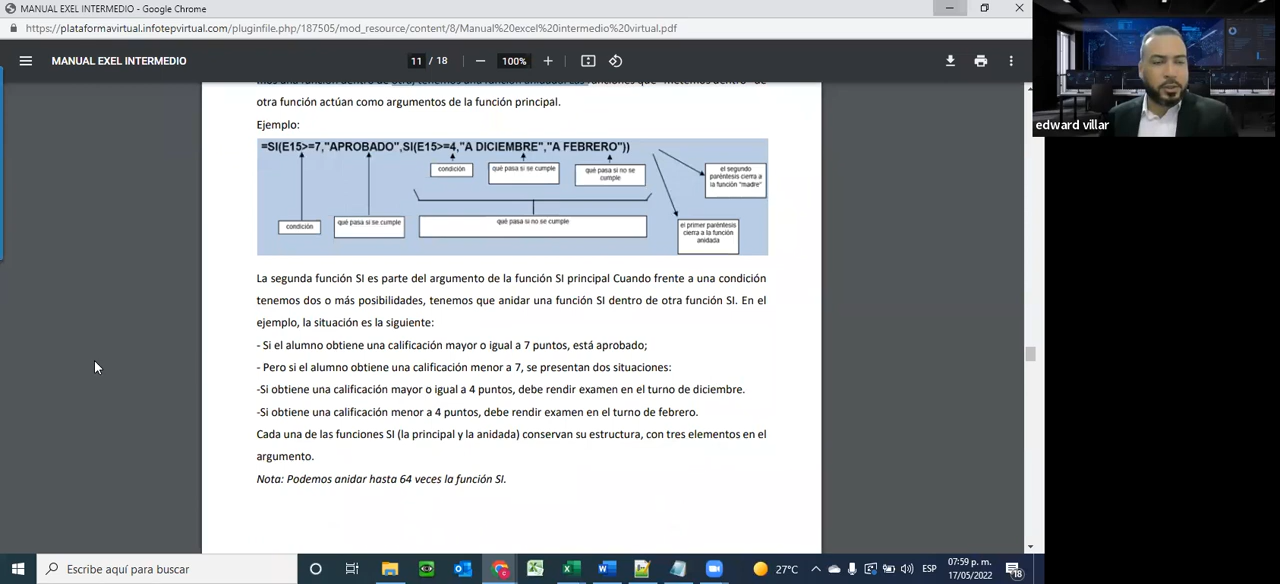 MANUAL EXEL INTERMEDIO - Google Chrome
https://plataformavirtual.infotepvirtual.com/pluginfile.php/187505/mod_resource/content/8/Manual%20excel%20intermedio%20virtual.pdf
MANUAL EXEL INTERMEDIO
11 / 18
100%
otra función actúan como argumentos de la función principal.
Ejemplo:
=SI(E15>=7,"APROBADO",SI(E15>=4,"A DICIEMBRE","A FEBRERO"))
condición
qué pasa si se cumple
qué pasa si no se cumple
el segundo paréntesis cierra a la función "madre"
condición
qué pasa si se cumple
qué pasa si no se cumple
el primer paréntesis cierra a la función anidada
La segunda función SI es parte del argumento de la función SI principal Cuando frente a una condición
tenemos dos o más posibilidades, tenemos que anidar una función SI dentro de otra función SI. En el
ejemplo, la situación es la siguiente:
- Si el alumno obtiene una calificación mayor o igual a 7 puntos, está aprobado;
- Pero si el alumno obtiene una calificación menor a 7, se presentan dos situaciones:
-Si obtiene una calificación mayor o igual a 4 puntos, debe rendir examen en el turno de diciembre.
-Si obtiene una calificación menor a 4 puntos, debe rendir examen en el turno de febrero.
Cada una de las funciones SI (la principal y la anidada) conservan su estructura, con tres elementos en el
argumento.
Nota: Podemos anidar hasta 64 veces la función SI.
edward villar
Escribe aquí para buscar
27°C
ESP
07:59 p. m.
17/05/2022
18